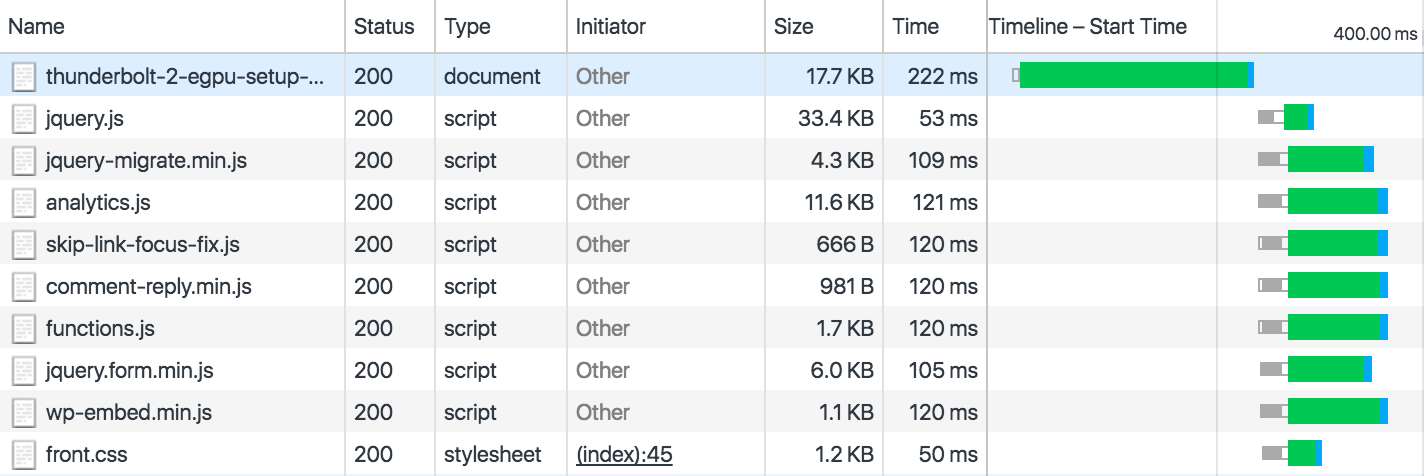 Name Status Type Initiator Size Time Timeline – Start Time 400.00 ms
thunderbolt-2-egpu-setup-... 200 document Other 17.7 KB 222 ms
jquery.js 200 script Other 33.4 KB 53 ms
jquery-migrate.min.js 200 script Other 4.3 KB 109 ms
analytics.js 200 script Other 11.6 KB 121 ms
skip-link-focus-fix.js 200 script Other 666 B 120 ms
comment-reply.min.js 200 script Other 981 B 120 ms
functions.js 200 script Other 1.7 KB 120 ms
jquery.form.min.js 200 script Other 6.0 KB 105 ms
wp-embed.min.js 200 script Other 1.1 KB 120 ms
front.css 200 stylesheet (index):45 1.2 KB 50 ms